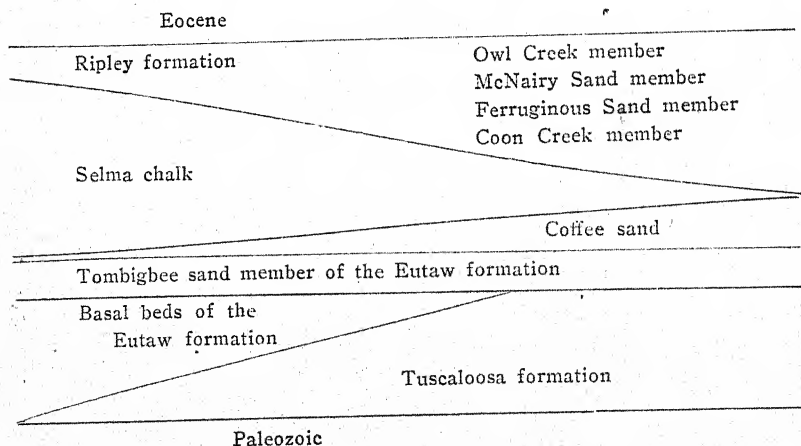 Eocene
Ripley formation
Owl Creek member
McNairy Sand member
Ferruginous Sand member
Coon Creek member
Selma chalk
Coffee sand
Tombigbee sand member of the Eutaw formation
Basal beds of the
Eutaw formation
Tuscaloosa formation
Paleozoic